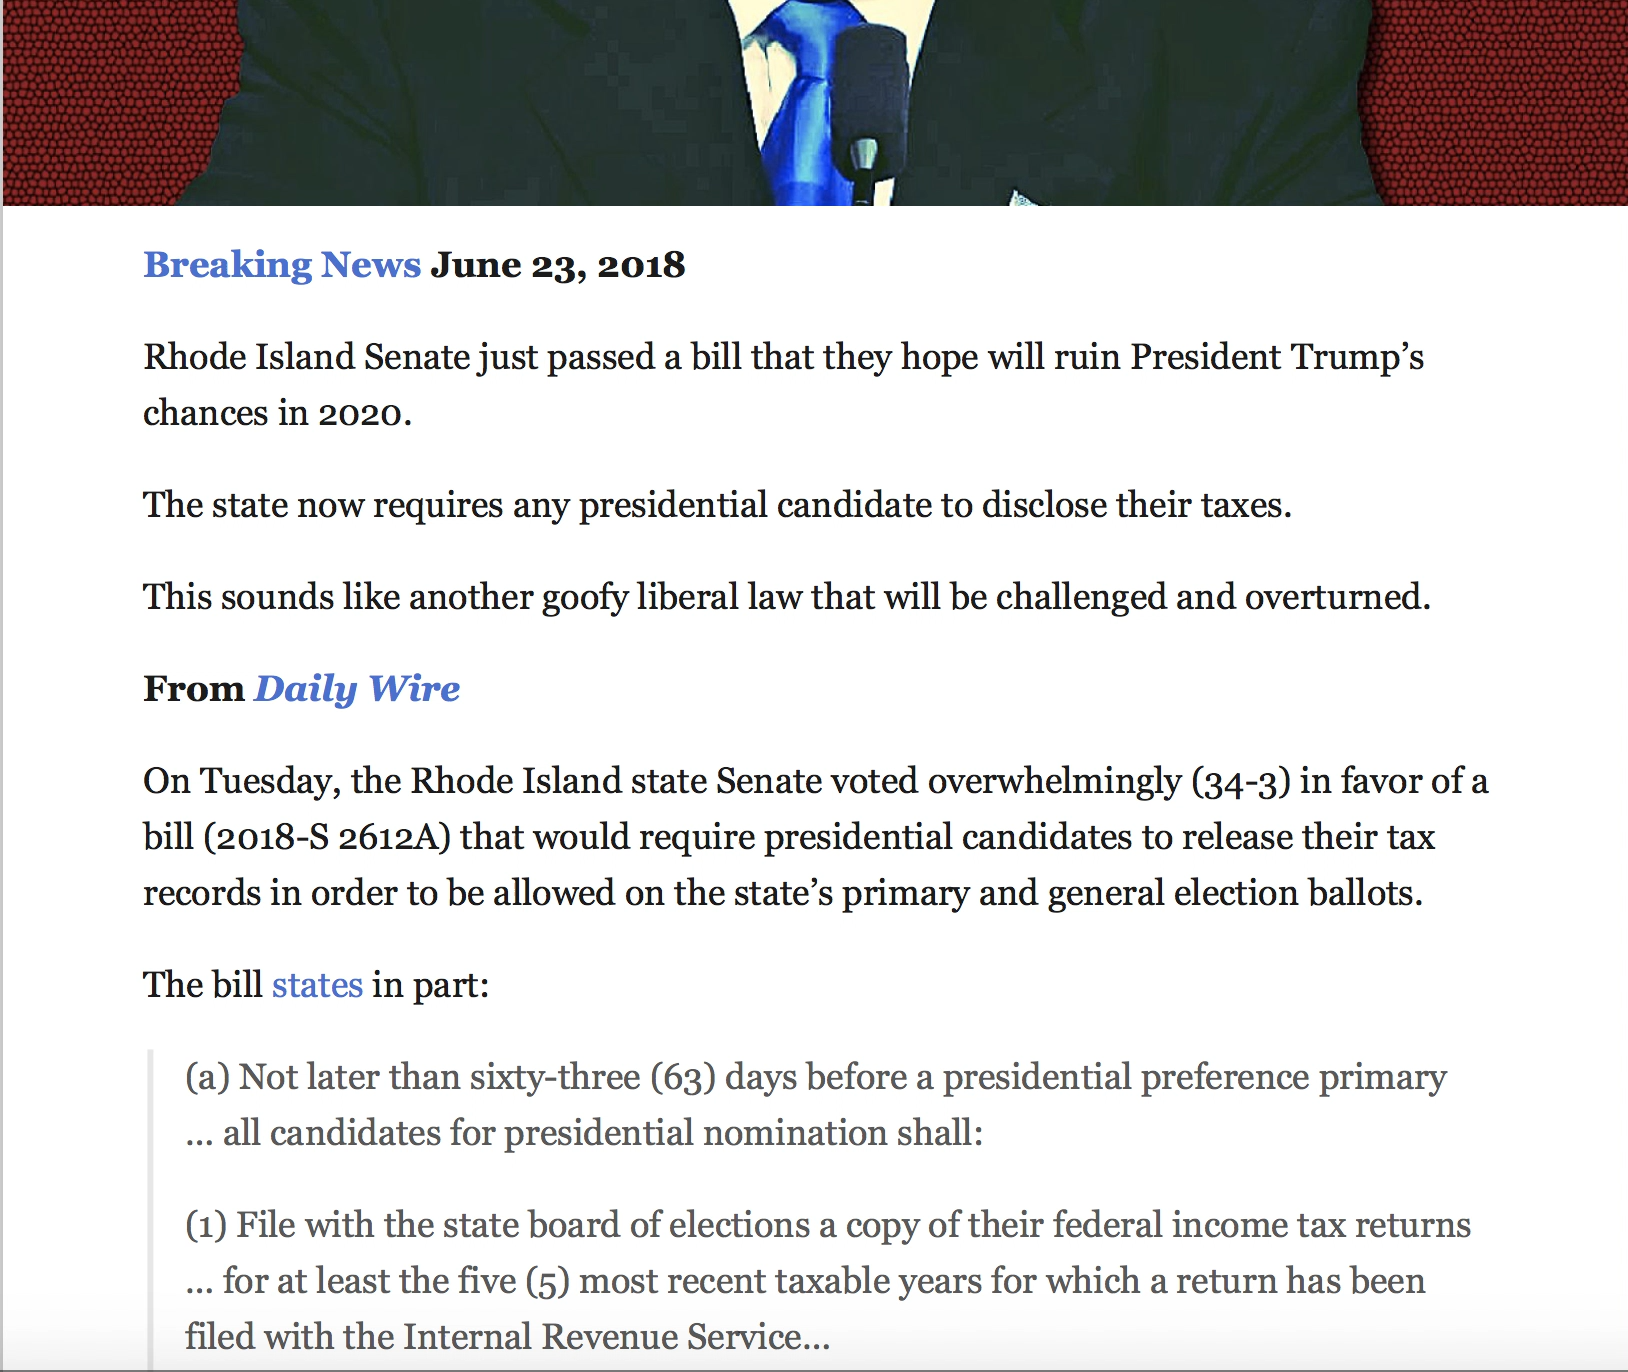 Breaking News June 23, 2018
Rhode Island Senate just passed a bill that they hope will ruin President Trump’s
chances in 2020.
The state now requires any presidential candidate to disclose their taxes.
This sounds like another goofy liberal law that will be challenged and overturned.
From Daily Wire
On Tuesday, the Rhode Island state Senate voted overwhelmingly (34-3) in favor of a
bill (2018-S 2612A) that would require presidential candidates to release their tax
records in order to be allowed on the state’s primary and general election ballots.
The bill states in part:
(a) Not later than sixty-three (63) days before a presidential preference primary
... all candidates for presidential nomination shall:
(1) File with the state board of elections a copy of their federal income tax returns
... for at least the five (5) most recent taxable years for which a return has been
filed with the Internal Revenue Service...